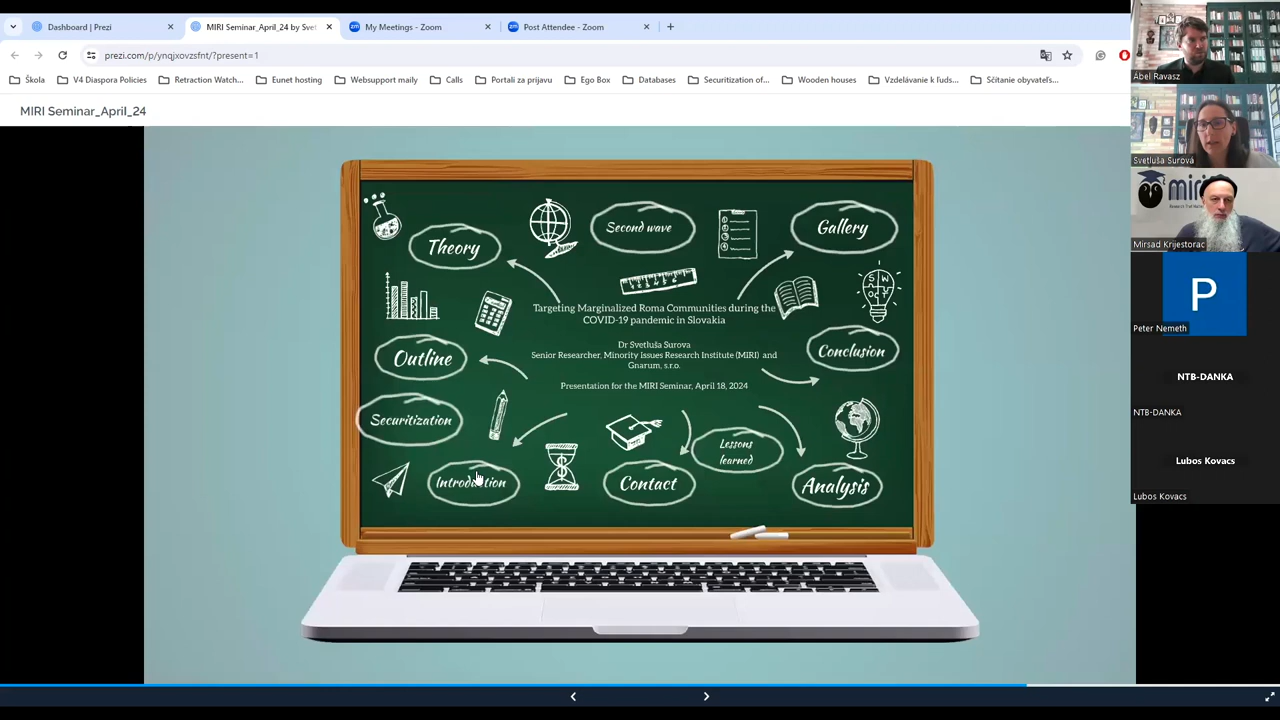 Dashboard | Prezi
MIRI Seminar_April_24 by Svet
My Meetings - Zoom
Post Attendee - Zoom
prezi.com/p/ynqjxovzsfnt/?present=1
Škola
V4 Diaspora Policies
Retraction Watch...
Eunet hosting
Websupport maily
Calls
Portali za prijavu
Ego Box
Databases
Securitization of...
Wooden houses
Vzdelávanie k ľuds...
Sčítanie obyvateľs...
MIRI Seminar_April_24
Theory
Second wave
Gallery
Targeting Marginalized Roma Communities during the
COVID-19 pandemic in Slovakia
Dr Svetluša Surova
Senior Researcher, Minority issues Research Institute (MIRI) and
Gnarum, s.r.o.
Presentation for the MIRI Seminar, April 18, 2024
Outline
Conclusion
Securitization
Lessons
learned
Introduction
Contact
Analysis
Ábel Ravasz
Svetluša Surová
Mirsad Krijestorac
P
Peter Nemeth
NTB-DANKA
NTB-DANKA
Lubos Kovacs
Lubos Kovacs